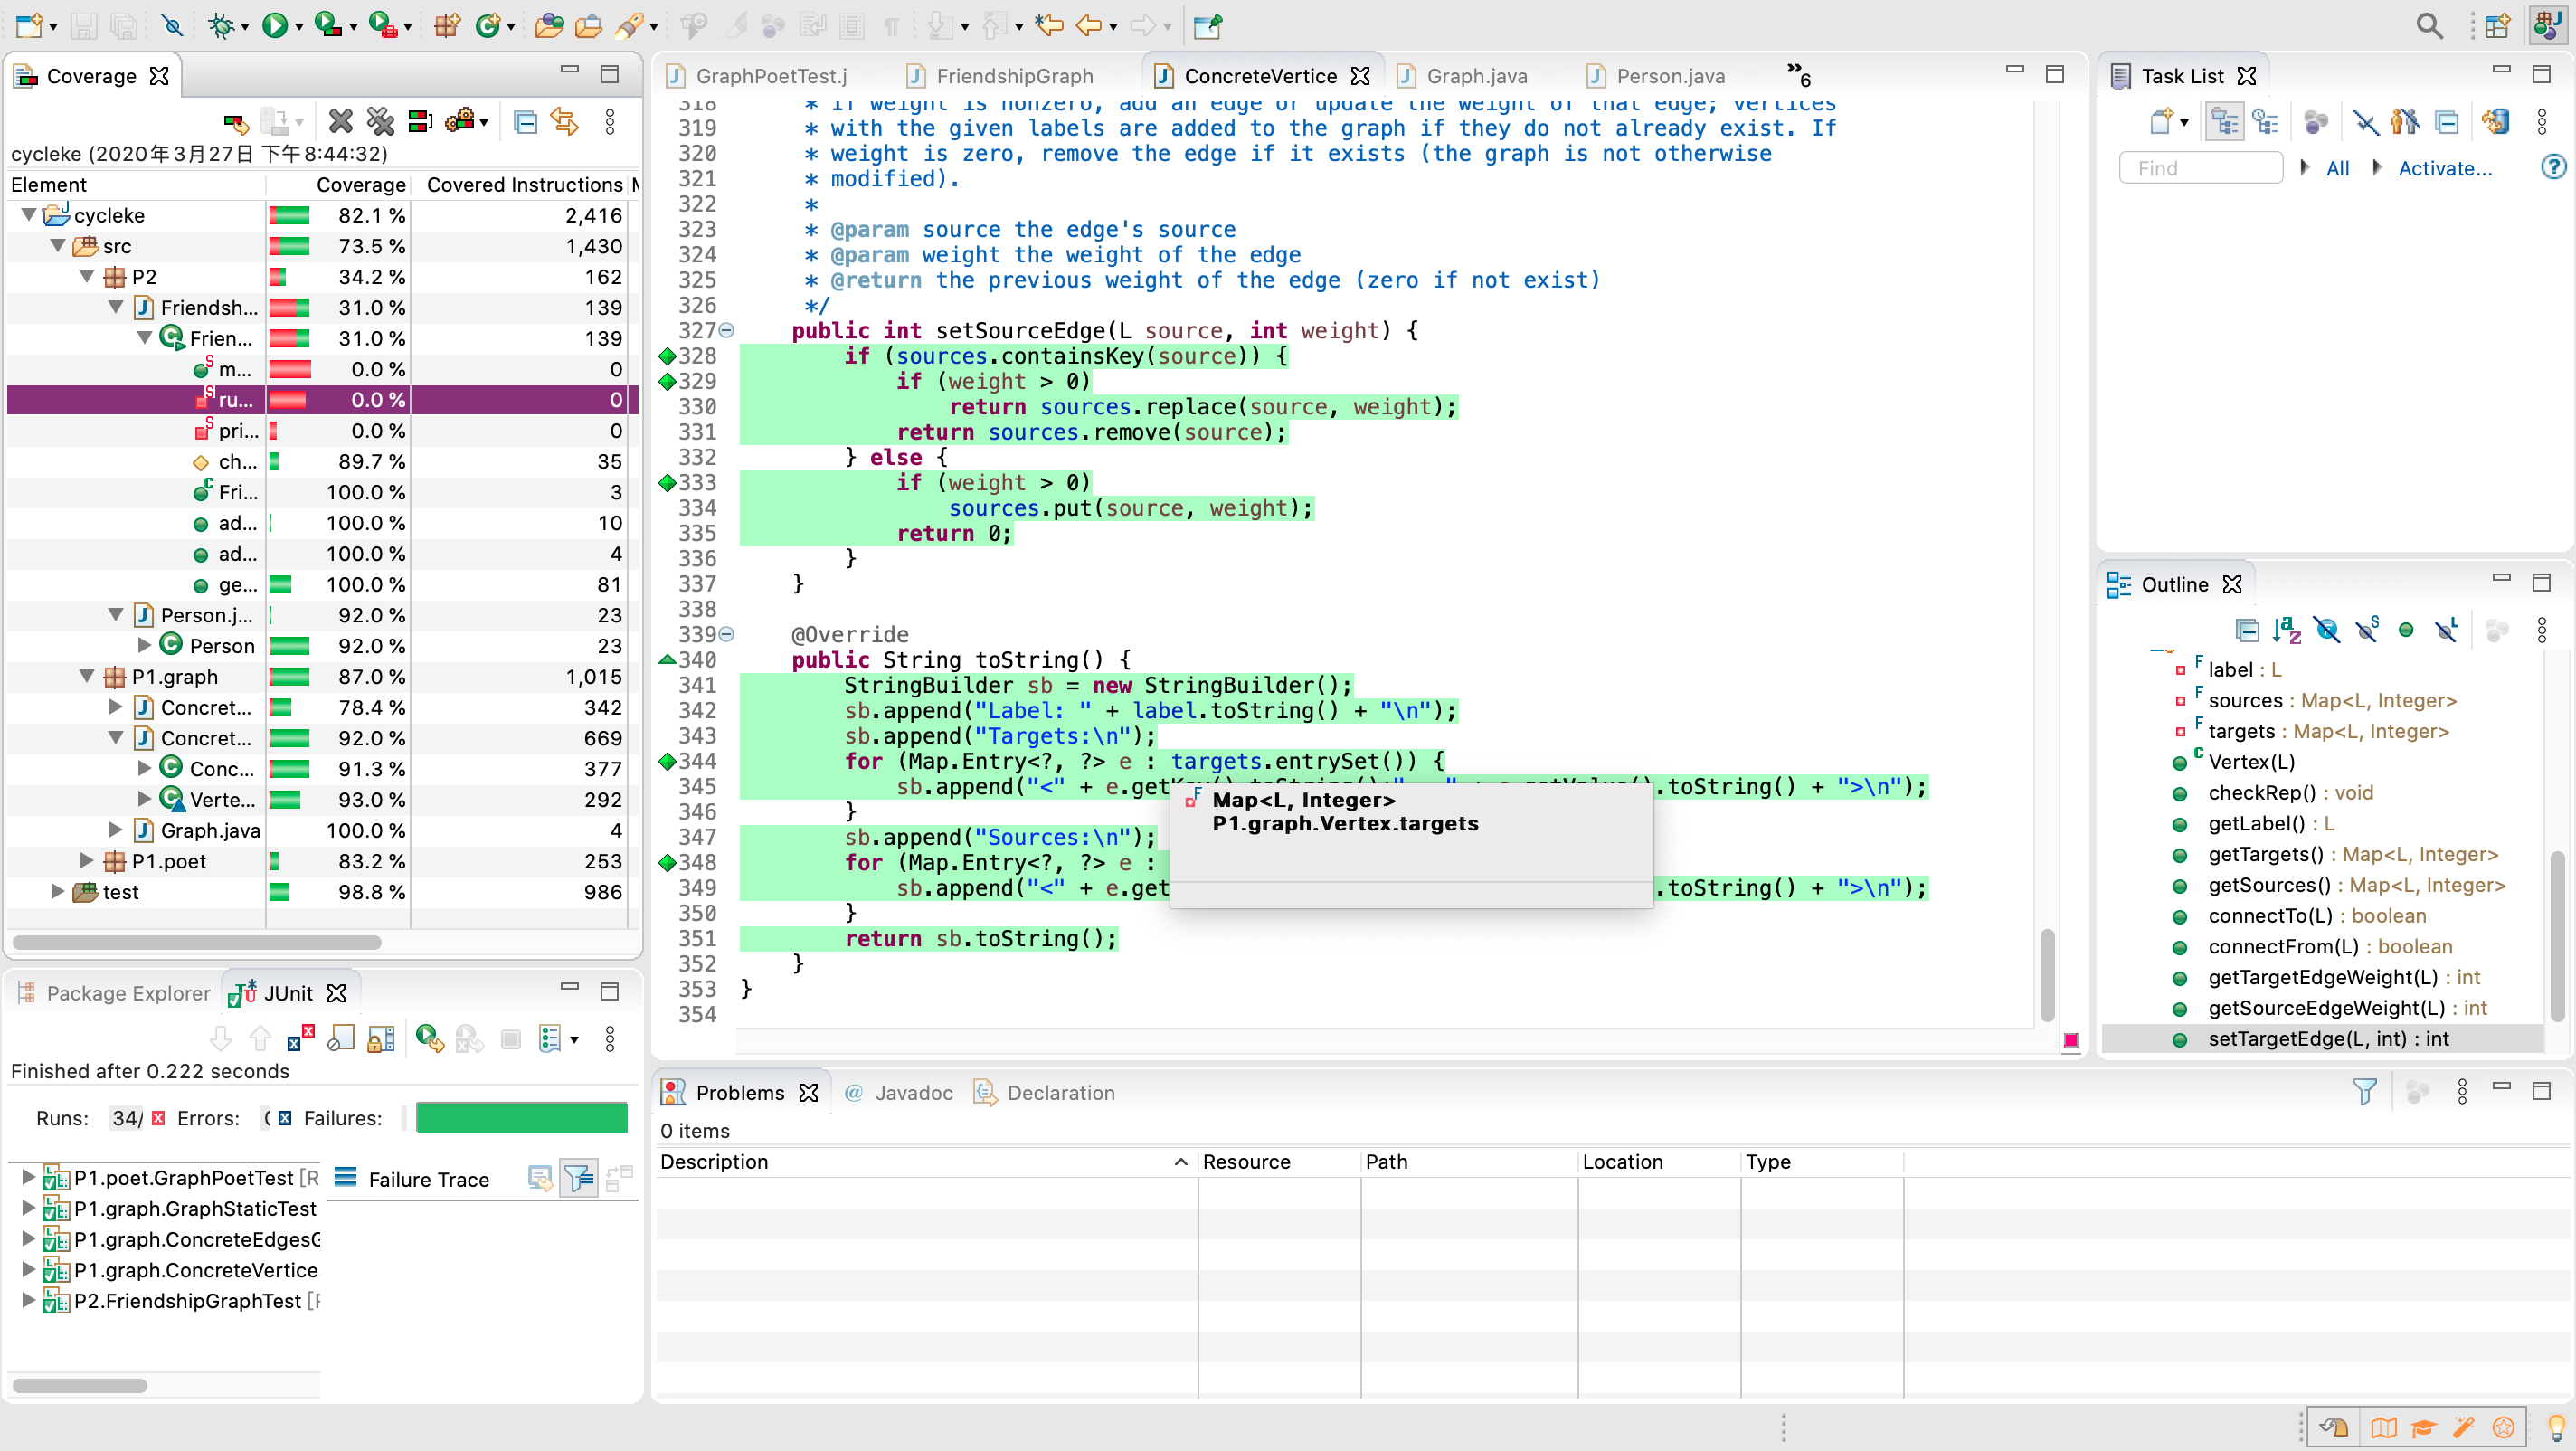 Coverage
cycleke (2020年3月27日 下午8:44:32)
Element Coverage Covered Instructions
cycleke 82.1 % 2,416
src 73.5 % 1,430
P2 34.2 % 162
Friendsh... 31.0 % 139
Frien... 31.0 % 139
m... 0.0 % 0
ru... 0.0 % 0
pri... 0.0 % 0
ch... 89.7 % 35
Fri... 100.0 % 3
ad... 100.0 % 10
ad... 100.0 % 4
ge... 100.0 % 81
Person.j... 92.0 % 23
Person 92.0 % 23
P1.graph 87.0 % 1,015
Concret... 78.4 % 342
Concret... 92.0 % 669
Conc... 91.3 % 377
Verte... 93.0 % 292
Graph.java 100.0 % 4
P1.poet 83.2 % 253
test 98.8 % 986
Package Explorer JUnit
Finished after 0.222 seconds
Runs: 34/ Errors: Failures:
P1.poet.GraphPoetTest [R
P1.graph.GraphStaticTest
P1.graph.ConcreteEdgesG
P1.graph.ConcreteVertice
P2.FriendshipGraphTest [F
Failure Trace
GraphPoetTest.j FriendshipGraph ConcreteVertice Graph.java Person.java »6
318 * if weight is nonzero, add an edge or update the weight of that edge; vertices
319 * with the given labels are added to the graph if they do not already exist. If
320 * weight is zero, remove the edge if it exists (the graph is not otherwise
321 * modified).
322 *
323 * @param source the edge's source
324 * @param weight the weight of the edge
325 * @return the previous weight of the edge (zero if not exist)
326 */
327 public int setSourceEdge(L source, int weight) {
328 if (sources.containsKey(source)) {
329 if (weight > 0)
330 return sources.replace(source, weight);
331 return sources.remove(source);
332 } else {
333 if (weight > 0)
334 sources.put(source, weight);
335 return 0;
336 }
337 }
338
339 @Override
340 public String toString() {
341 StringBuilder sb = new StringBuilder();
342 sb.append("Label: " + label.toString() + "\n");
343 sb.append("Targets:\n");
344 for (Map.Entry<?, ?> e : targets.entrySet()) {
345 sb.append("<" + e.get .toString() + ">\n");
346 }
347 sb.append("Sources:\n");
348 for (Map.Entry<?, ?> e :
349 sb.append("<" + e.get .toString() + ">\n");
350 }
351 return sb.toString();
352 }
353 }
354
Map<L, Integer>
P1.graph.Vertex.targets
Problems Javadoc Declaration
0 items
Description Resource Path Location Type
Task List
Find All Activate...
Outline
label : L
sources : Map<L, Integer>
targets : Map<L, Integer>
Vertex(L)
checkRep() : void
getLabel() : L
getTargets() : Map<L, Integer>
getSources() : Map<L, Integer>
connectTo(L) : boolean
connectFrom(L) : boolean
getTargetEdgeWeight(L) : int
getSourceEdgeWeight(L) : int
setTargetEdge(L, int) : int